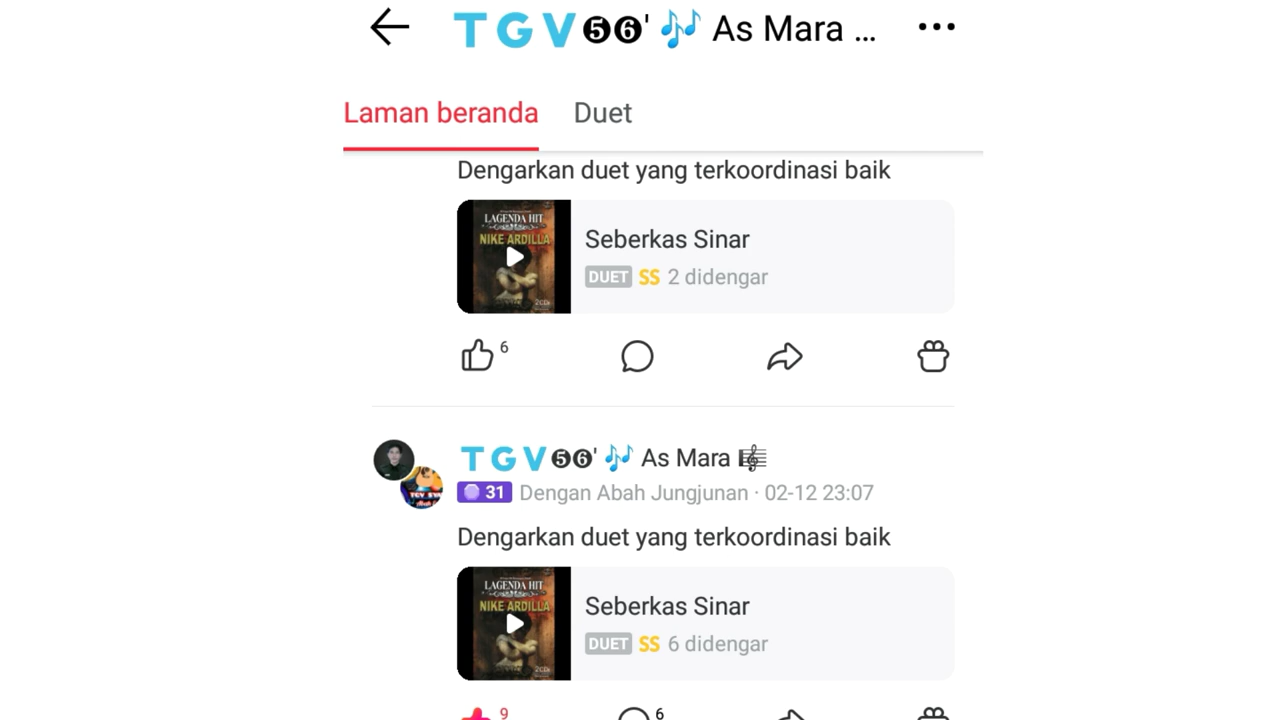 TGV❺❻' 🎶 As Mara ...
Laman beranda
Duet
Dengarkan duet yang terkoordinasi baik
LAGENDA HIT
NIKE ARDILLA
2CDs
Seberkas Sinar
DUET SS 2 didengar
6
TGV❺❻' 🎶 As Mara 🎼
31 Dengan Abah Jungjunan · 02-12 23:07
Dengarkan duet yang terkoordinasi baik
LAGENDA HIT
NIKE ARDILLA
2CDs
Seberkas Sinar
DUET SS 6 didengar
9
6